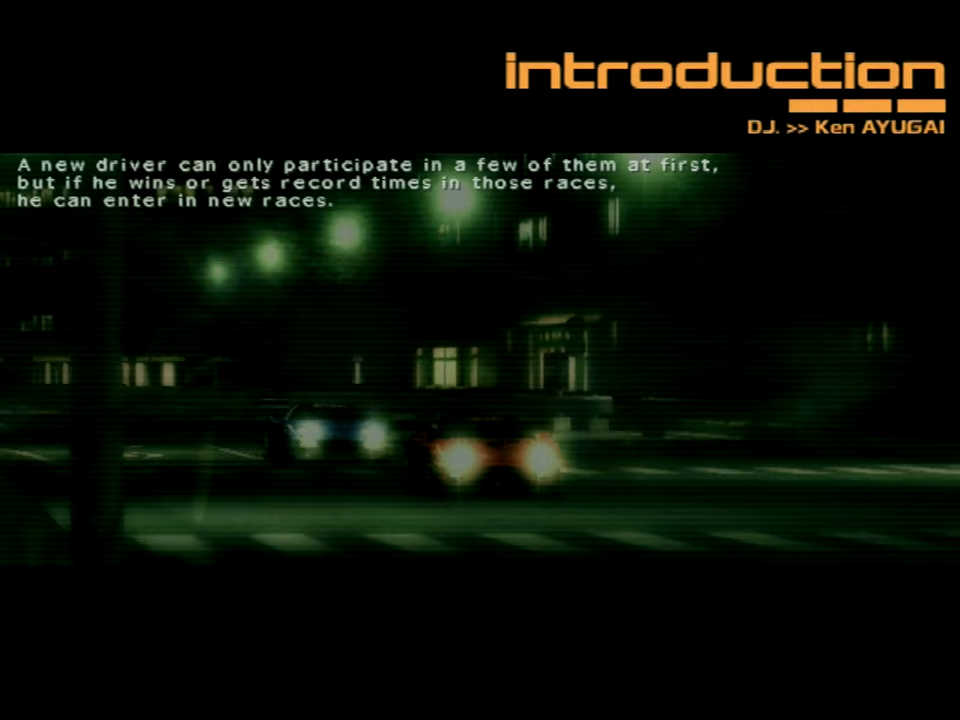 introduction
D.J. >> Ken AYUGAI
A new driver can only participate in a few of them at first,
but if he wins or gets record times in those races,
he can enter in new races.